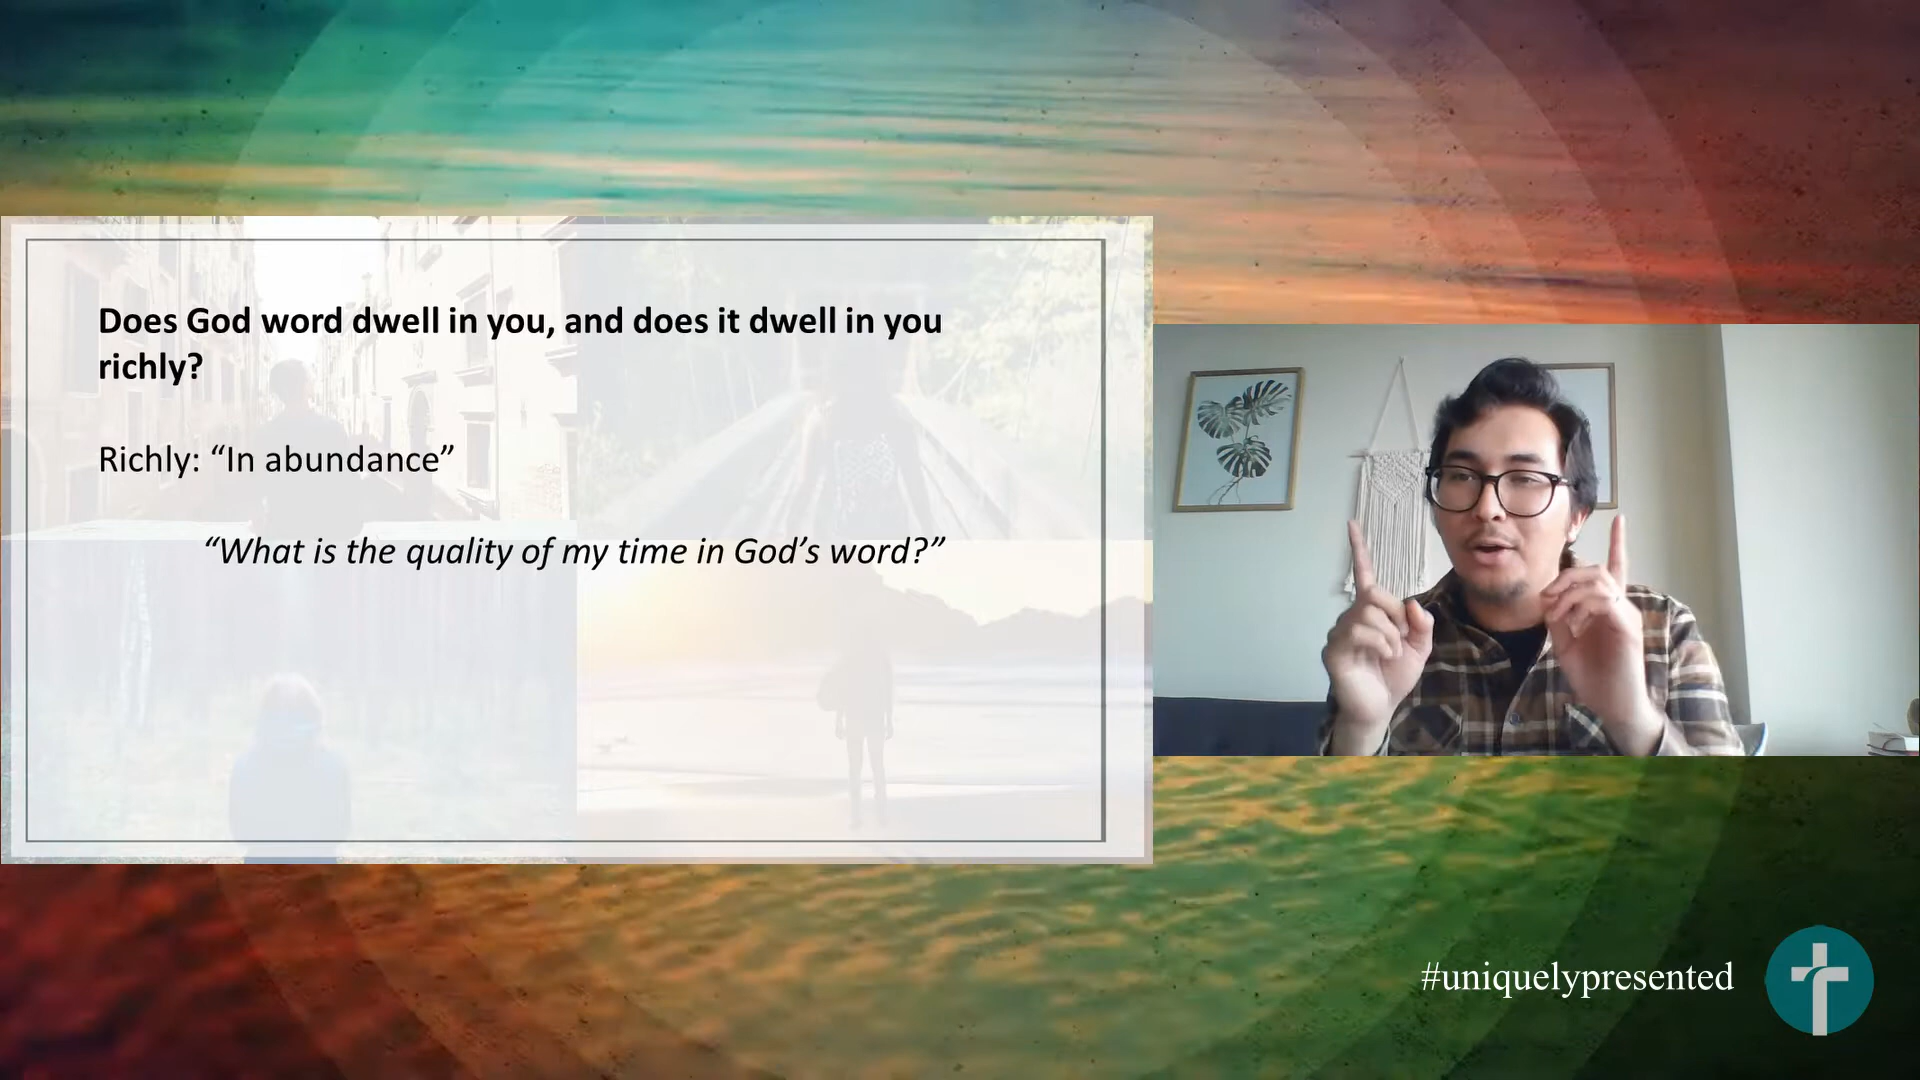 Does God word dwell in you, and does it dwell in you
richly?
Richly: “In abundance”
“What is the quality of my time in God’s word?”
#uniquelypresented